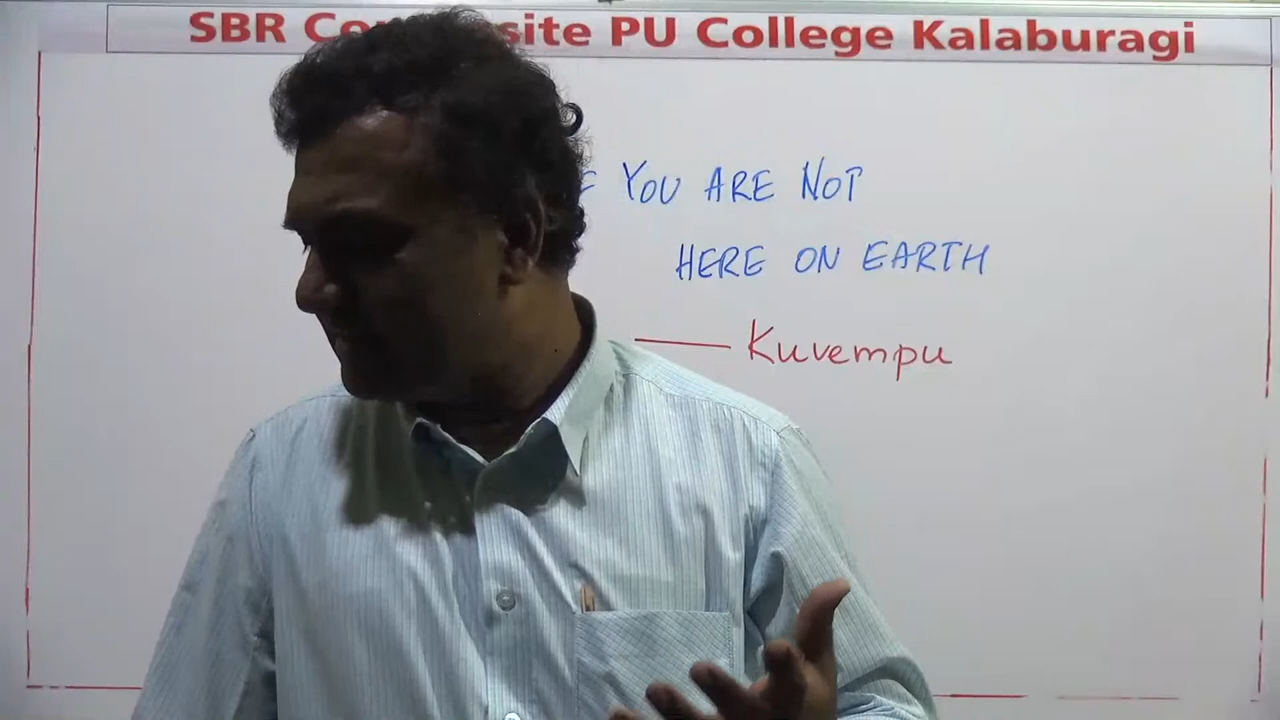 SBR Co site PU College Kalaburagi
YOU ARE NOT
HERE ON EARTH
— Kuvempu